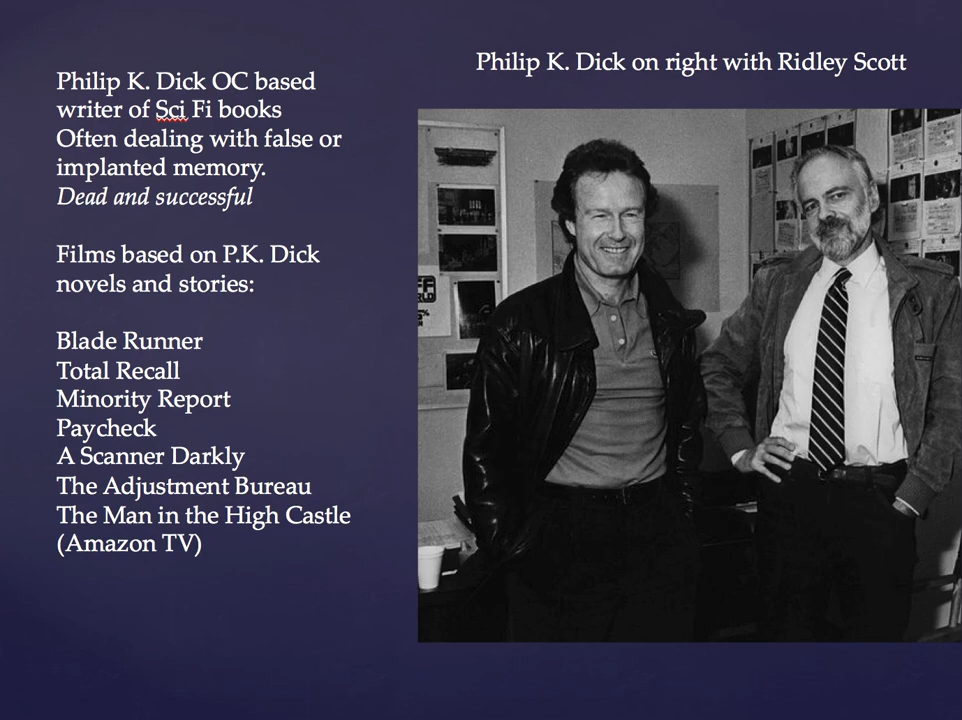 Philip K. Dick on right with Ridley Scott
Philip K. Dick OC based
writer of Sci Fi books
Often dealing with false or
implanted memory.
Dead and successful
Films based on P.K. Dick
novels and stories:
Blade Runner
Total Recall
Minority Report
Paycheck
A Scanner Darkly
The Adjustment Bureau
The Man in the High Castle
(Amazon TV)